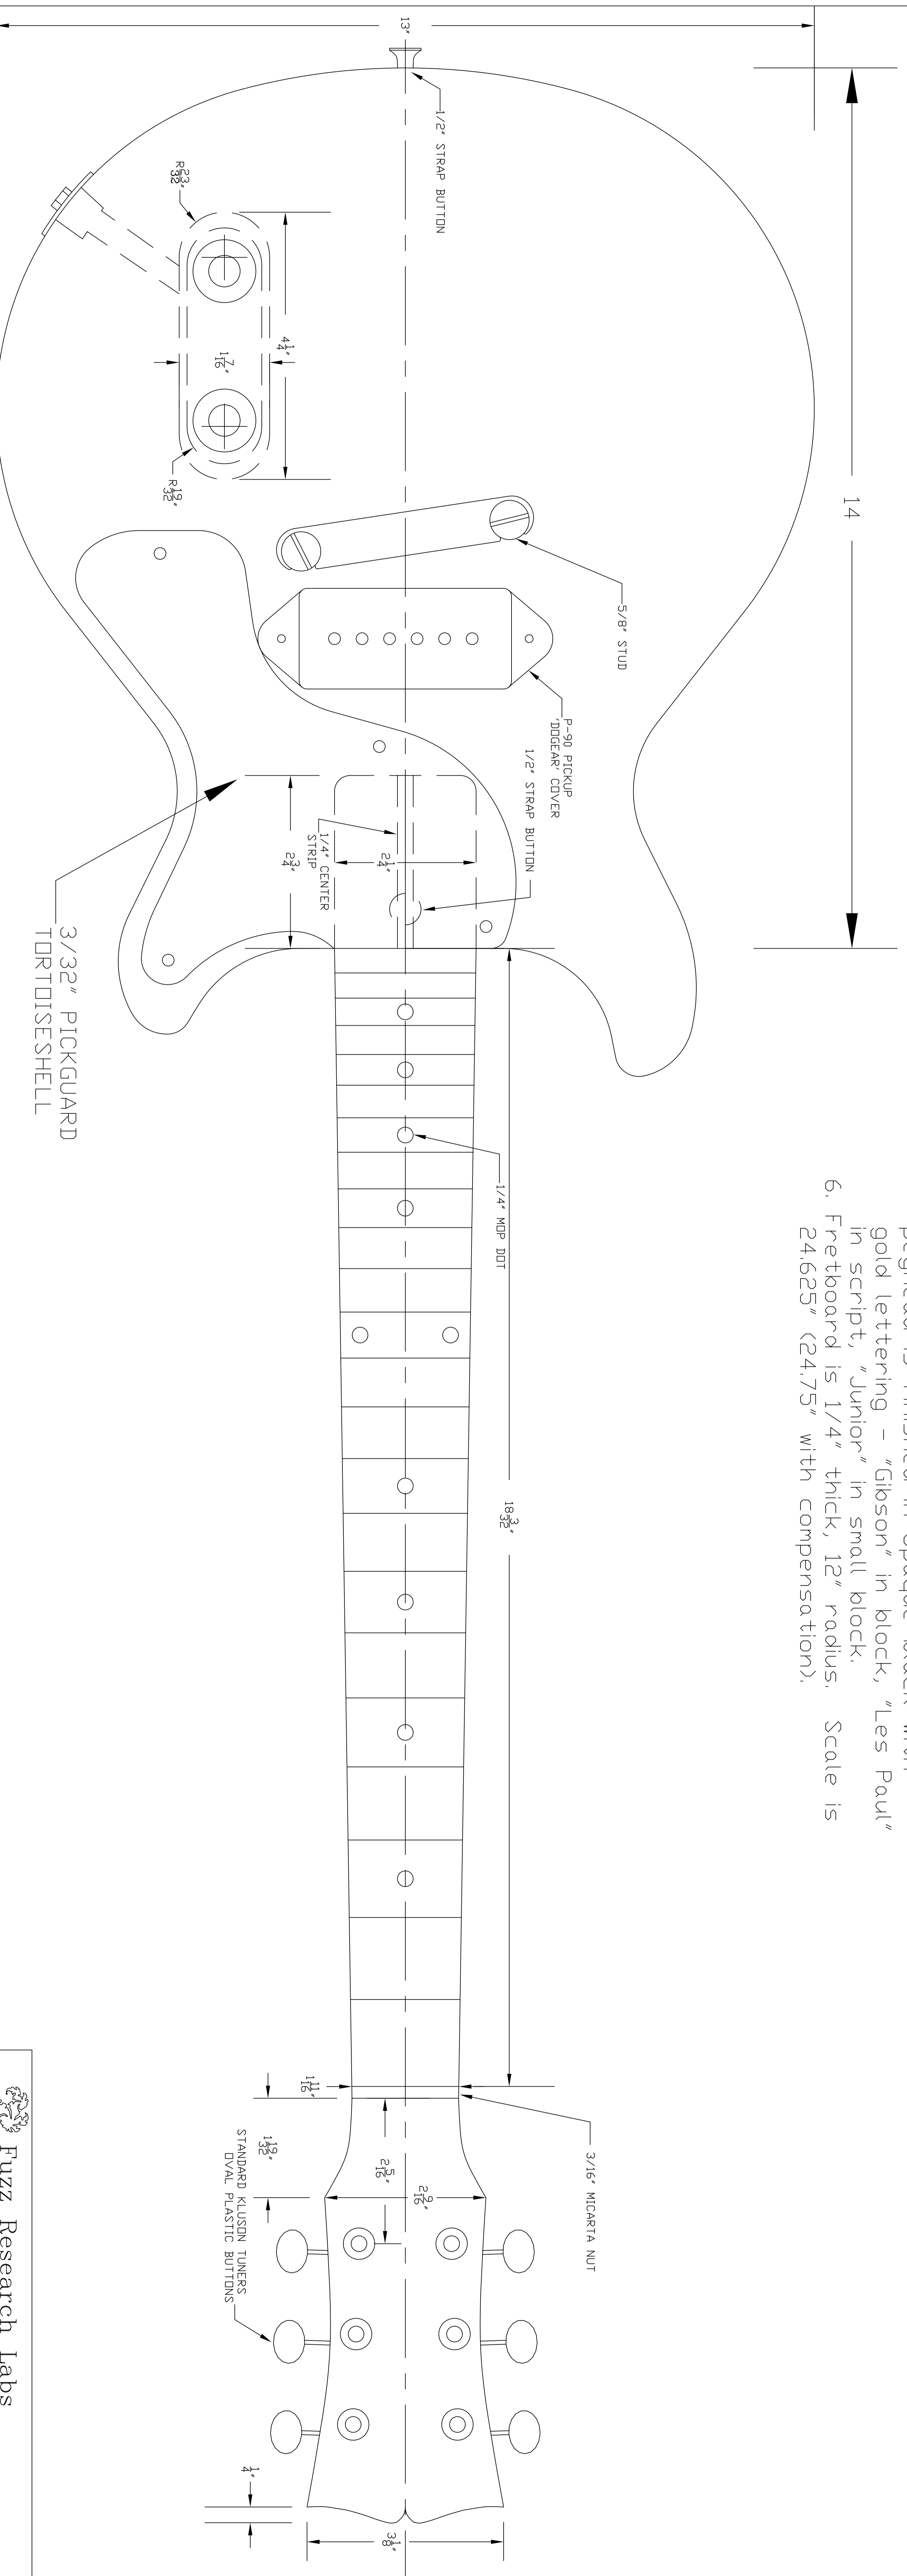 gold lettering - "Gibson" in block, "Les Paul"
in script, "Junior" in small block.
6. Fretboard is 1/4" thick, 12" radius. Scale is
24.625" (24.75" with compensation).
13"
14
1/2" STRAP BUTTON
R23/32"
4 1/4"
1 7/16"
R19/32"
5/8" STUD
P-90 PICKUP
'DOGEAR' COVER
1/2" STRAP BUTTON
1/4" CENTER
STRIP
2 1/4"
2 3/4"
3/32" PICKGUARD
TORTOISESHELL
1/4" MOP DOT
18 3/32"
3/16" MICARTA NUT
1 11/16"
1 19/32"
2 5/16"
2 9/16"
STANDARD KLUSON TUNERS
OVAL PLASTIC BUTTONS
1/4"
3 1/8"
Fuzz Research Labs